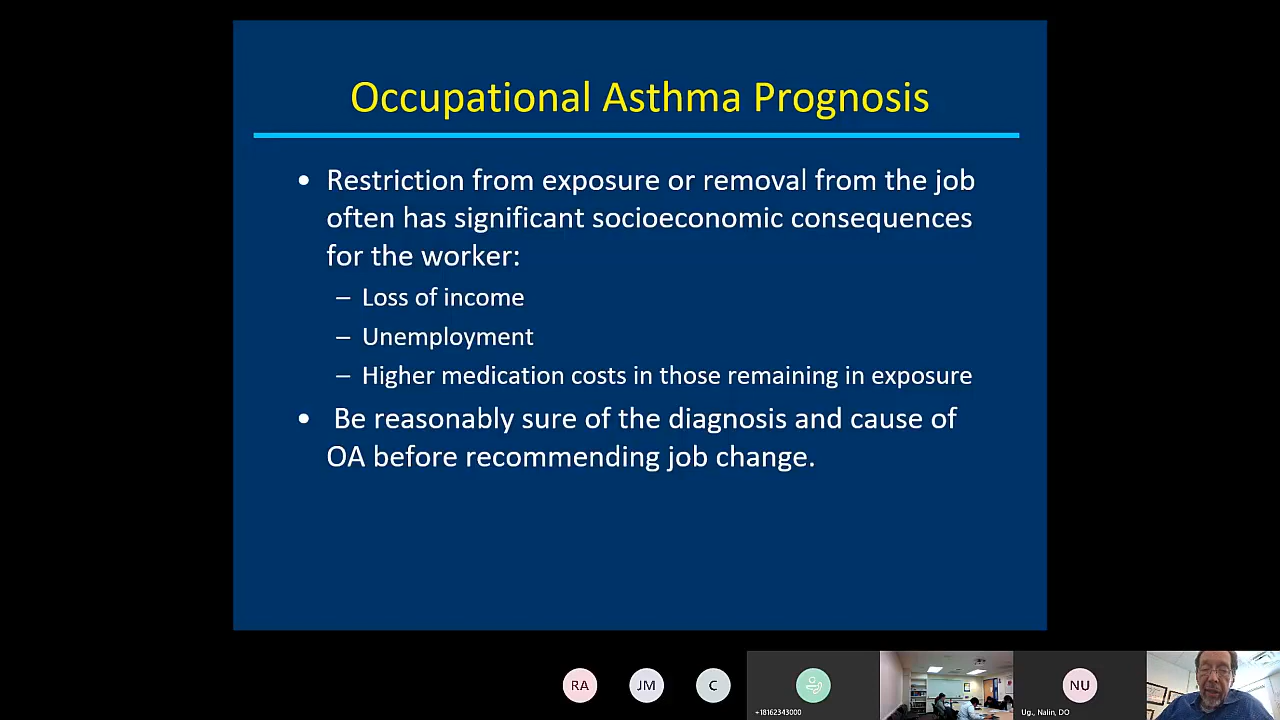 Occupational Asthma Prognosis
• Restriction from exposure or removal from the job
often has significant socioeconomic consequences
for the worker:
– Loss of income
– Unemployment
– Higher medication costs in those remaining in exposure
• Be reasonably sure of the diagnosis and cause of
OA before recommending job change.
RA
JM
C
NU
+18162343000
Ug., Nalin, DO